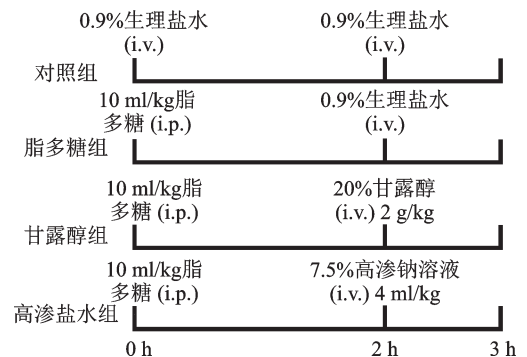 0.9%生理盐水 0.9%生理盐水
(i.v.) (i.v.)
对照组
10 ml/kg脂 0.9%生理盐水
多糖 (i.p.) (i.v.)
脂多糖组
10 ml/kg脂 20%甘露醇
多糖 (i.p.) (i.v.) 2 g/kg
甘露醇组
10 ml/kg脂 7.5%高渗钠溶液
多糖 (i.p.) (i.v.) 4 ml/kg
高渗盐水组
0 h 2 h 3 h